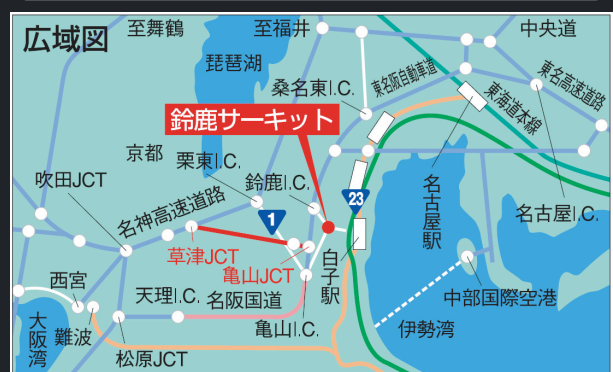 広域図
至舞鶴
至福井
中央道
琵琶湖
桑名東I.C.
東名阪自動車道
東海道本線
東名高速道路
鈴鹿サーキット
京都
栗東I.C.
鈴鹿I.C.
吹田JCT
名神高速道路
1
23
名古屋駅
名古屋I.C.
草津JCT
亀山JCT
白子駅
西宮
天理I.C.
名阪国道
亀山I.C.
中部国際空港
大阪湾
難波
松原JCT
伊勢湾